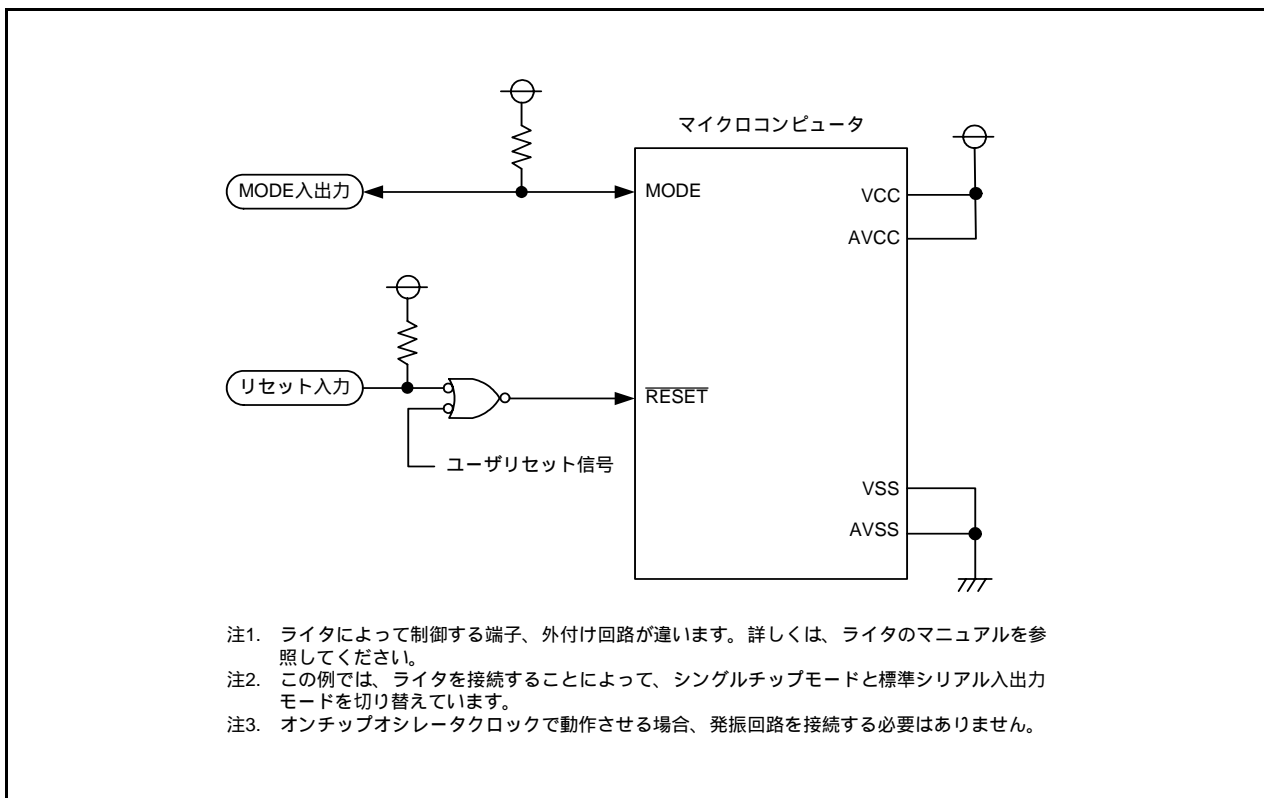 マイクロコンピュータ
MODE入出力
MODE
VCC
AVCC
リセット入力
RESET
ユーザリセット信号
VSS
AVSS
注1. ライタによって制御する端子、外付け回路が違います。詳しくは、ライタのマニュアルを参
照してください。
注2. この例では、ライタを接続することによって、シングルチップモードと標準シリアル入出力
モードを切り替えています。
注3. オンチップオシレータクロックで動作させる場合、発振回路を接続する必要はありません。